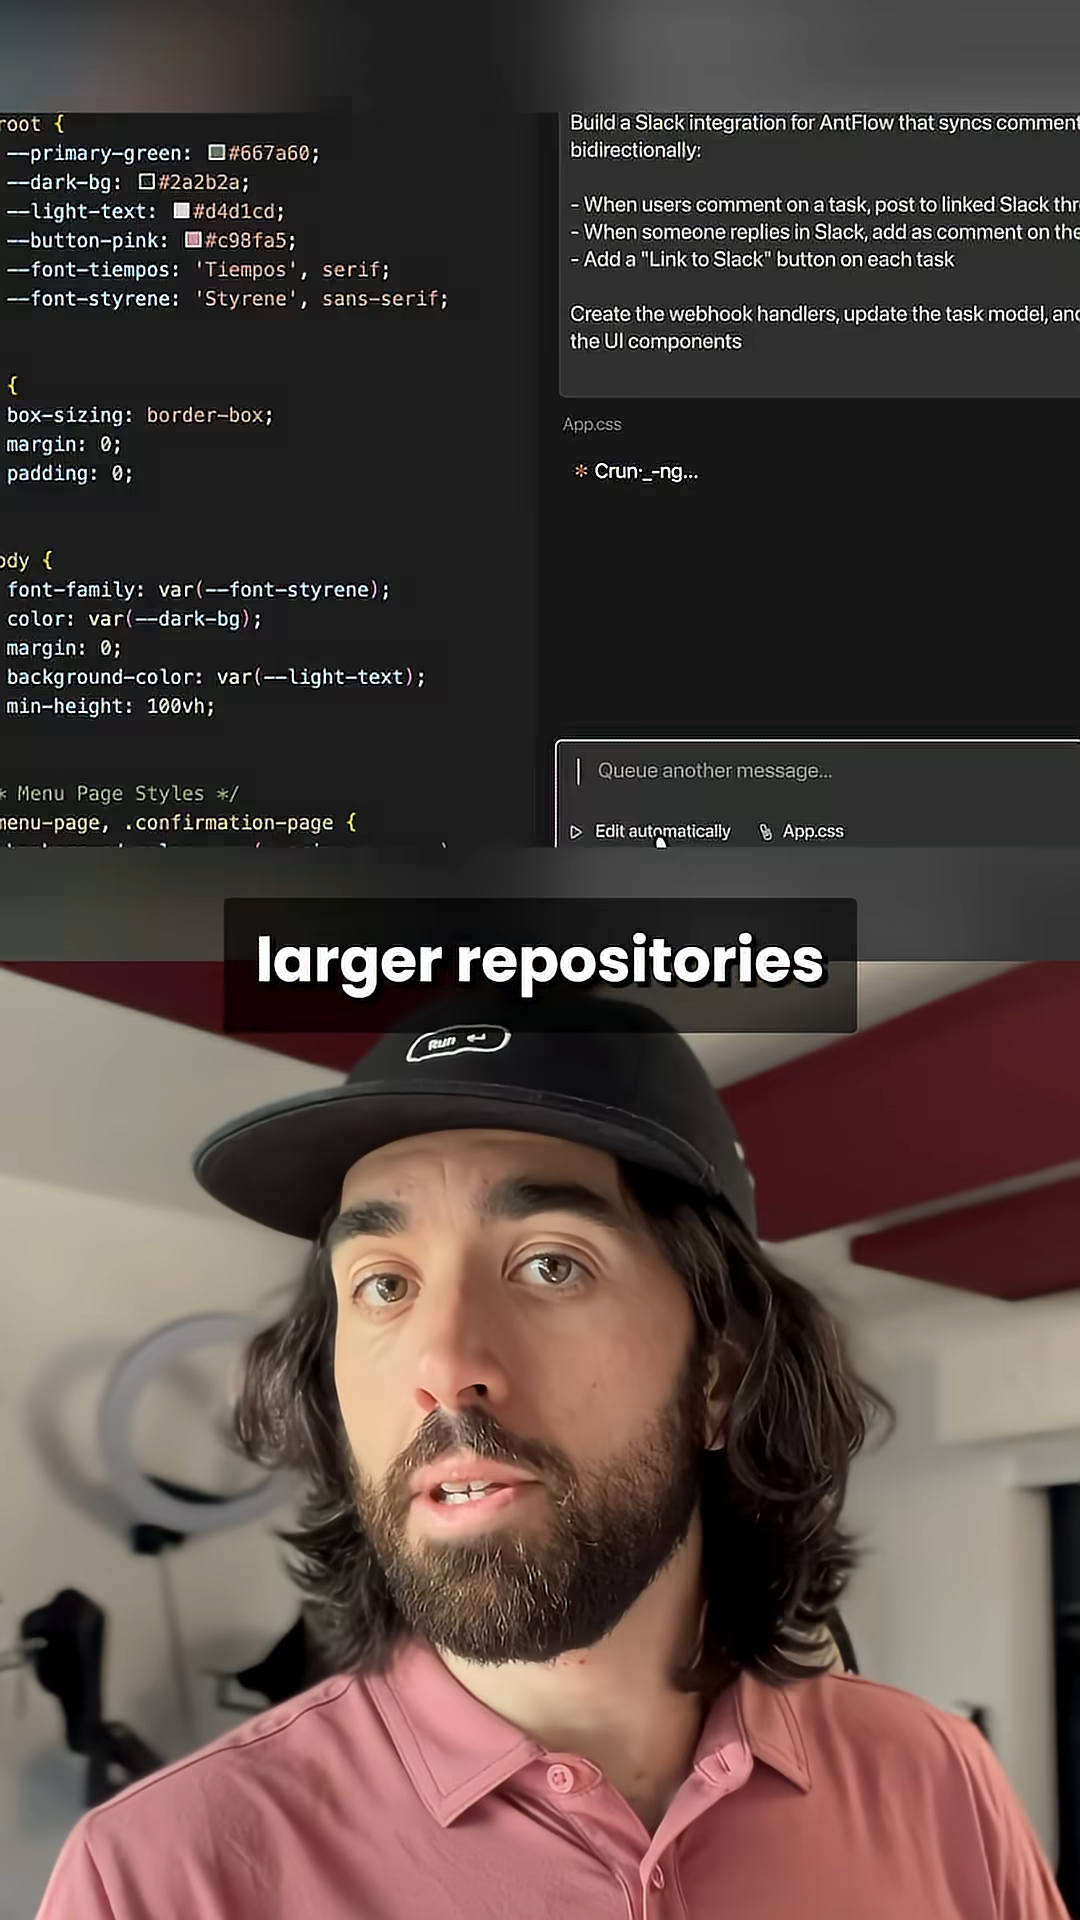 root {
--primary-green: #667a60;
--dark-bg: #2a2b2a;
--light-text: #d4d1cd;
--button-pink: #c98fa5;
--font-tiempos: 'Tiempos', serif;
--font-styrene: 'Styrene', sans-serif;
{
box-sizing: border-box;
margin: 0;
padding: 0;
ody {
font-family: var(--font-styrene);
color: var(--dark-bg);
margin: 0;
background-color: var(--light-text);
min-height: 100vh;
* Menu Page Styles */
menu-page, .confirmation-page {
Build a Slack integration for AntFlow that syncs comment
bidirectionally:
- When users comment on a task, post to linked Slack thr
- When someone replies in Slack, add as comment on the
- Add a "Link to Slack" button on each task
Create the webhook handlers, update the task model, and
the UI components
App.css
* Crun·_-ng...
Queue another message...
Edit automatically App.css
larger repositories
Run ↵